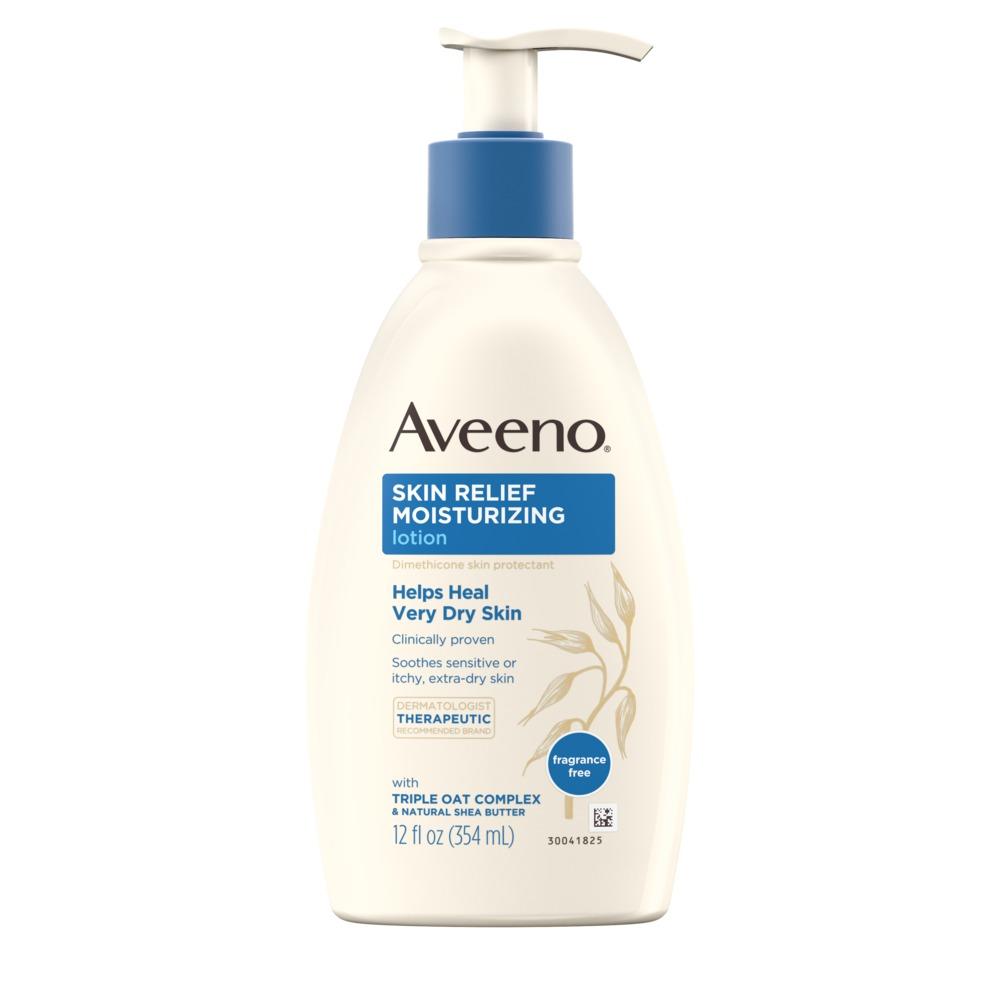 Aveeno®
SKIN RELIEF
MOISTURIZING
lotion
Dimethicone skin protectant
Helps Heal
Very Dry Skin
Clinically proven
Soothes sensitive or
itchy, extra-dry skin
DERMATOLOGIST
THERAPEUTIC
RECOMMENDED BRAND
fragrance
free
with
TRIPLE OAT COMPLEX
& NATURAL SHEA BUTTER
12 fl oz (354 mL)
30041825